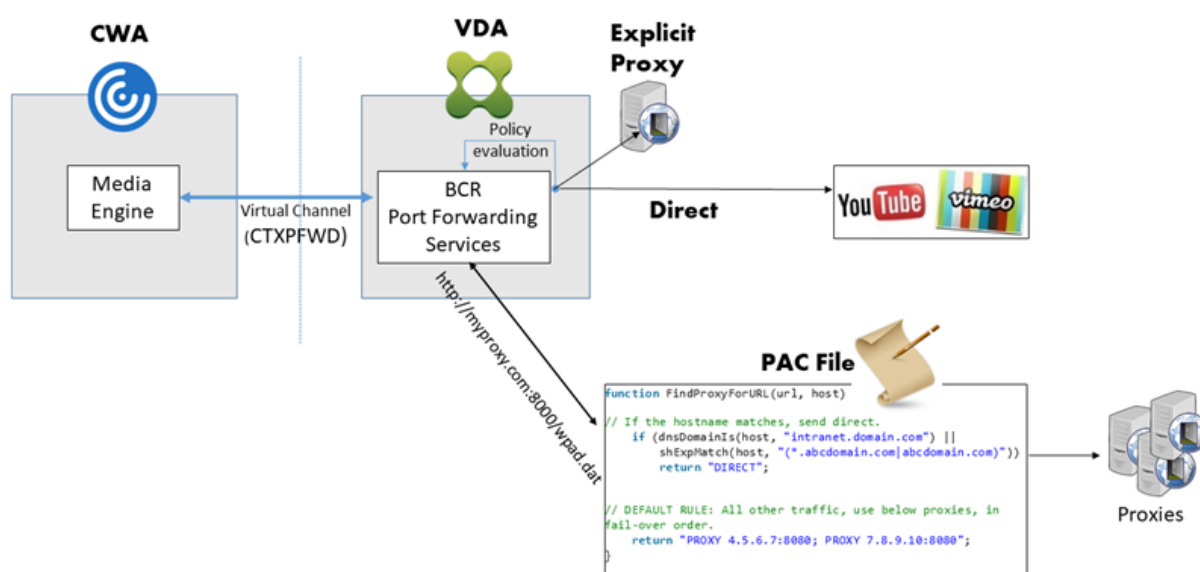 CWA
VDA
Explicit
Proxy
Policy
evaluation
Media
Engine
Virtual Channel
(CTXPFWD)
BCR
Port Forwarding
Services
Direct
You Tube
vimeo
http://myproxy.com:8000/wpad.dat
PAC File
function FindProxyForURL(url, host)
// If the hostname matches, send direct.
if (dnsDomainIs(host, "intranet.domain.com") ||
shExpMatch(host, "(*.abcdomain.com|abcdomain.com)"))
return "DIRECT";
// DEFAULT RULE: All other traffic, use below proxies, in
fail-over order.
return "PROXY 4.5.6.7:8080; PROXY 7.8.9.10:8080";
}
Proxies